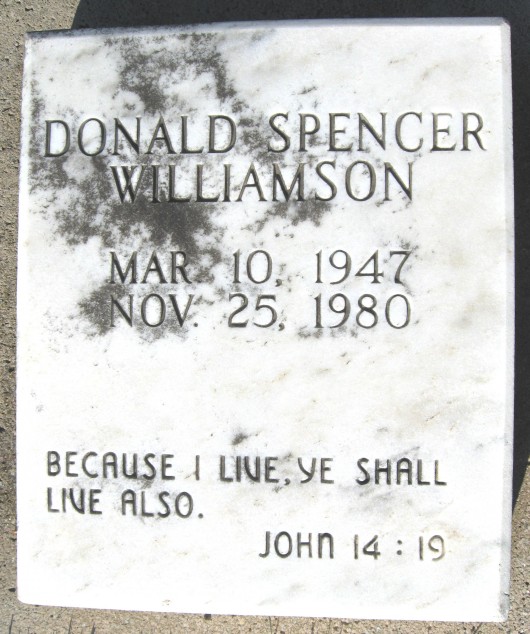 DONALD SPENCER
WILLIAMSON
MAR 10, 1947
NOV. 25, 1980
BECAUSE I LIVE, YE SHALL
LIVE ALSO.
JOHN 14 : 19